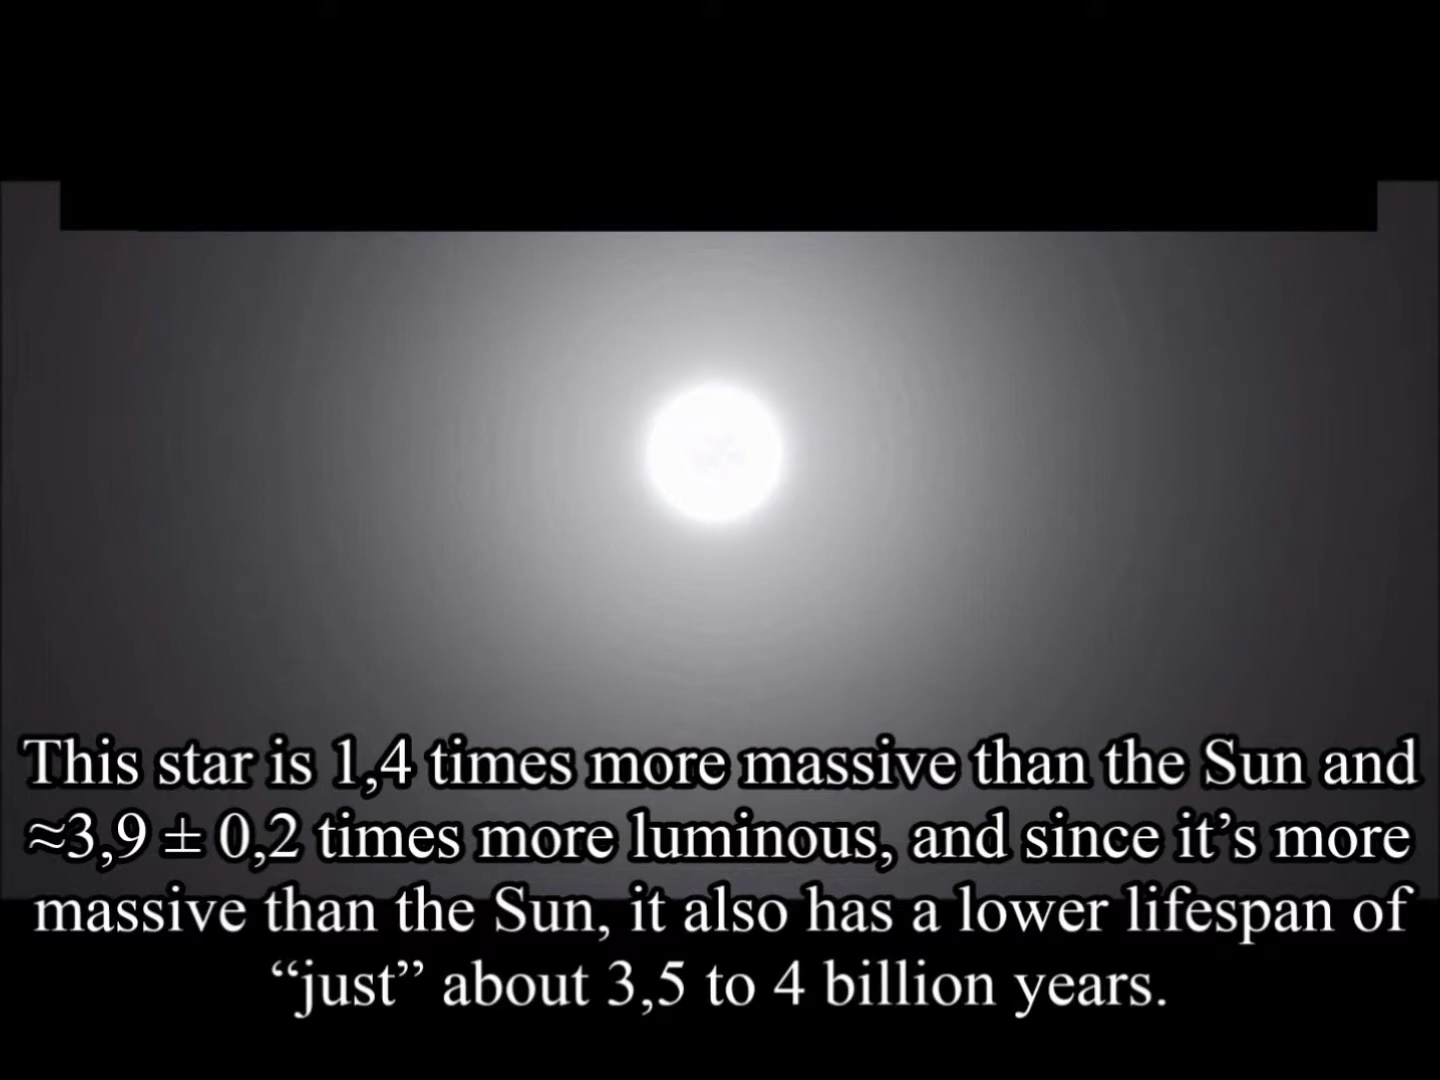 This star is 1,4 times more massive than the Sun and
≈3,9 ± 0,2 times more luminous, and since it’s more
massive than the Sun, it also has a lower lifespan of
“just” about 3,5 to 4 billion years.